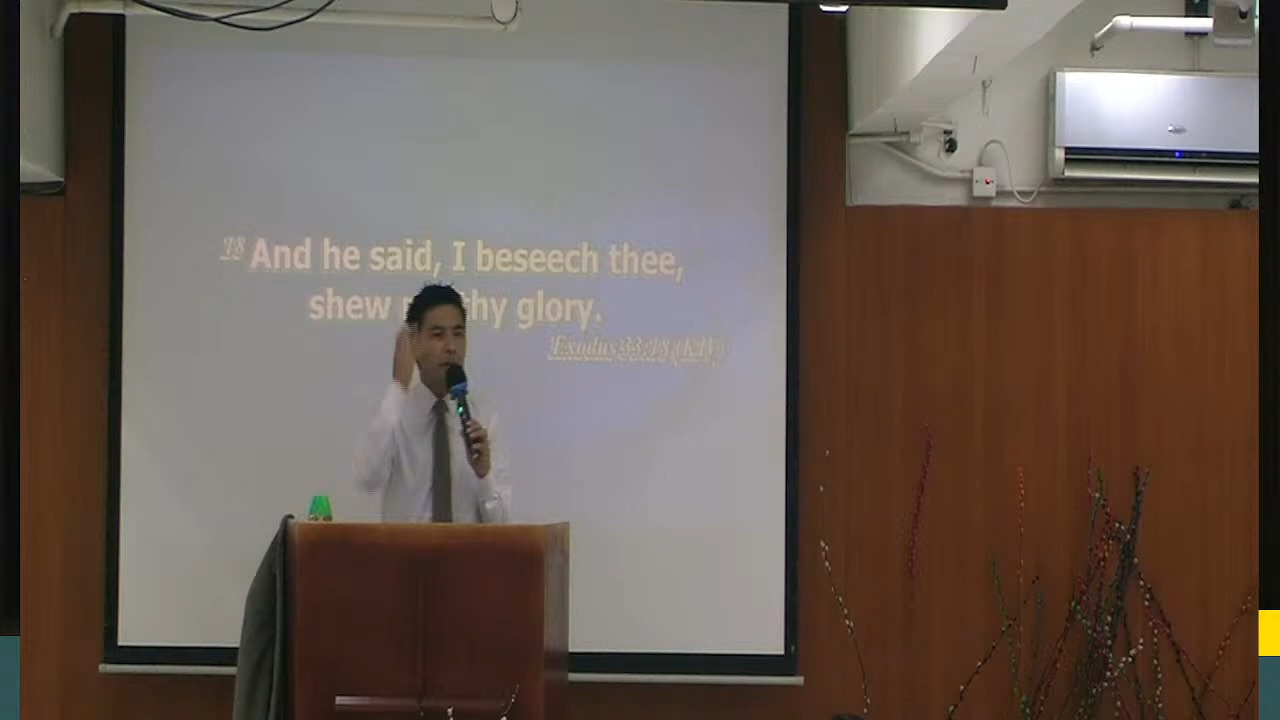 18 And he said, I beseech thee,
shew thy glory.
Exodus 33:18 (KJV)